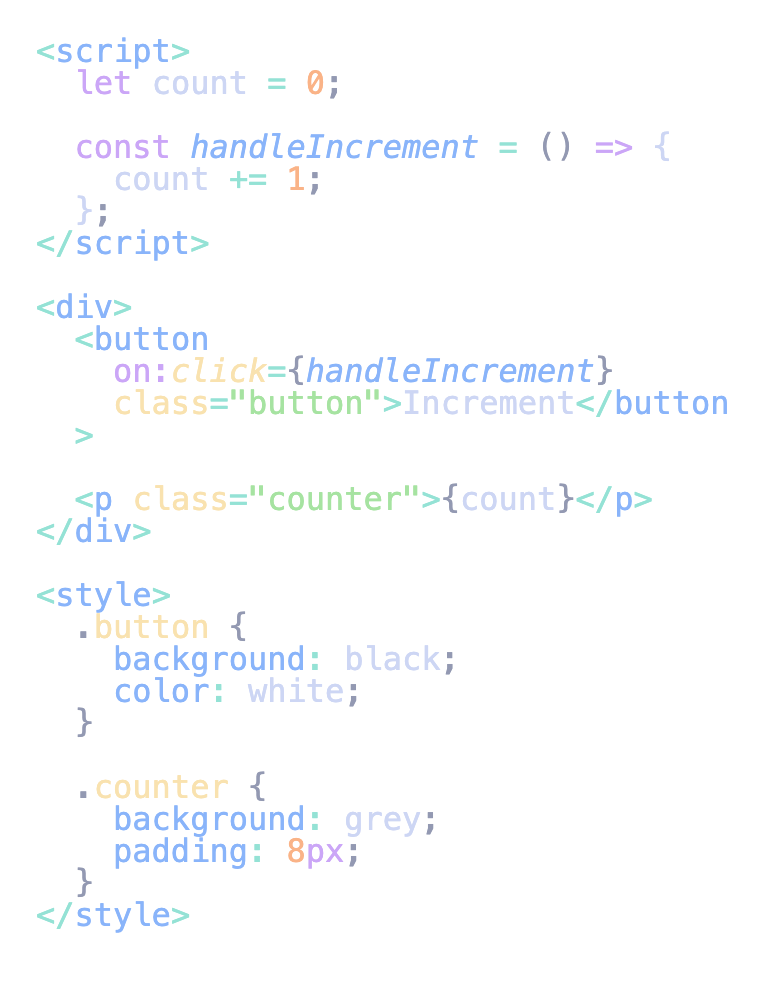 <script>
  let count = 0;

  const handleIncrement = () => {
    count += 1;
  };
</script>

<div>
  <button
    on:click={handleIncrement}
    class="button">Increment</button
  >

  <p class="counter">{count}</p>
</div>

<style>
  .button {
    background: black;
    color: white;
  }

  .counter {
    background: grey;
    padding: 8px;
  }
</style>